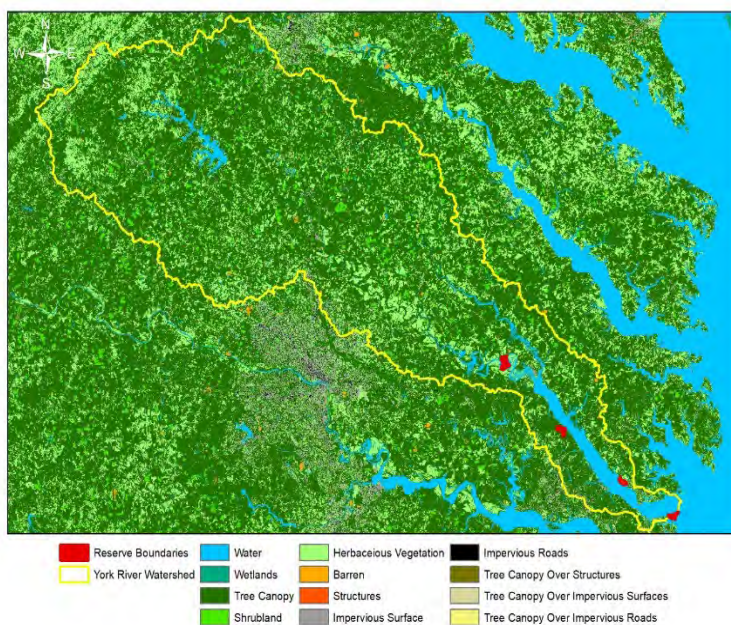 N
W E
S
Reserve Boundaries
York River Watershed
Water
Wetlands
Tree Canopy
Shrubland
Herbaceious Vegetation
Barren
Structures
Impervious Surface
Impervious Roads
Tree Canopy Over Structures
Tree Canopy Over Impervious Surfaces
Tree Canopy Over Impervious Roads